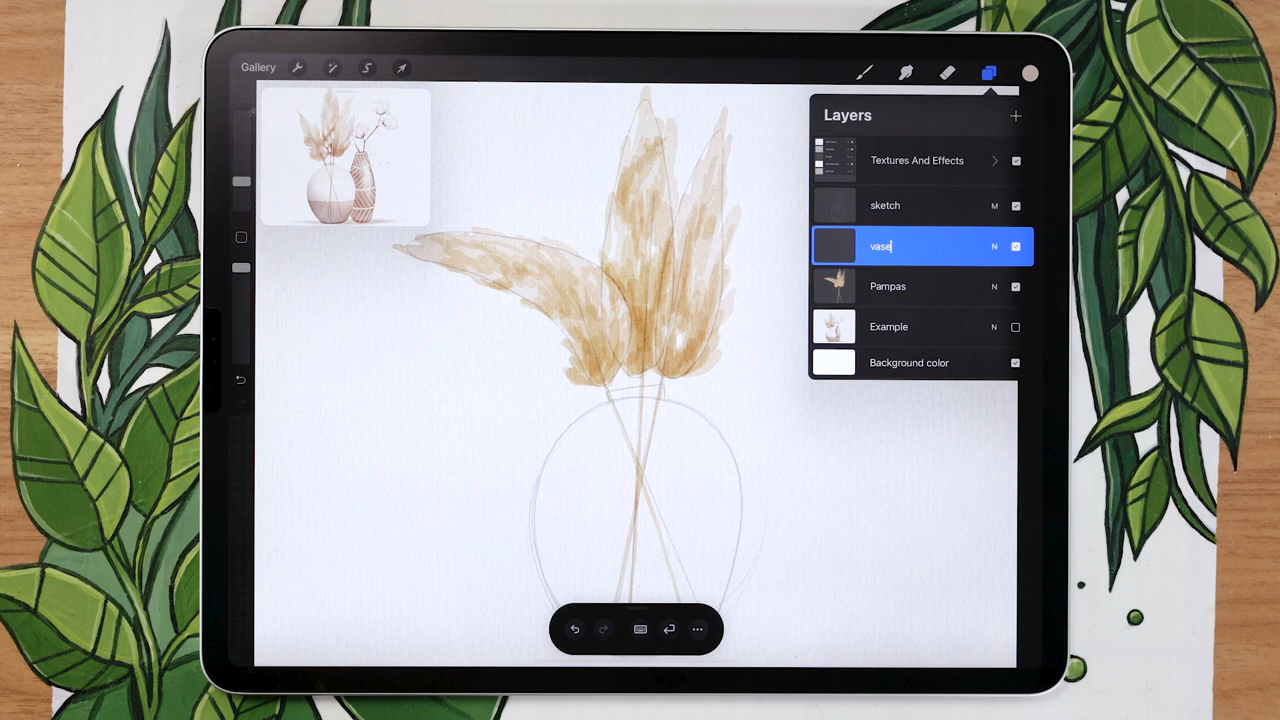 Gallery
Layers
Textures And Effects
sketch M
vase N
Pampas N
Example N
Background color